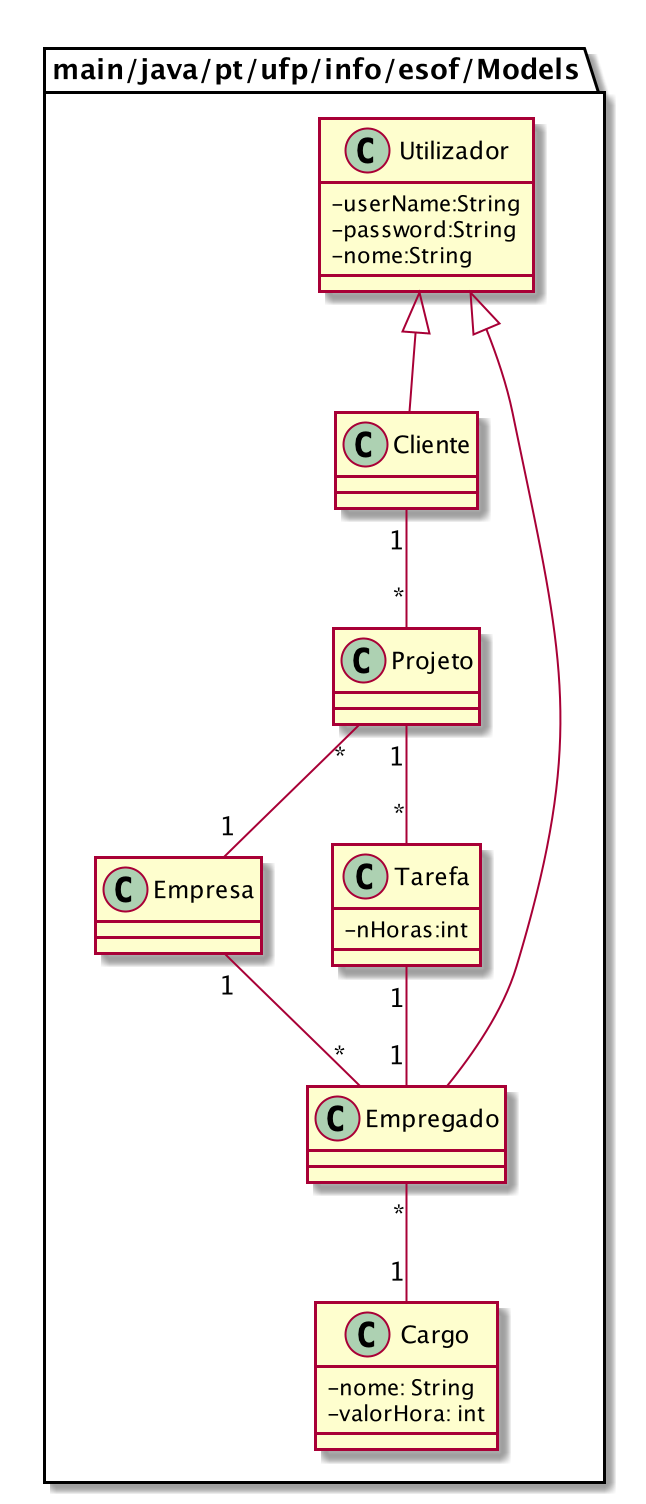 main/java/pt/ufp/info/esof/Models
C Utilizador
-userName:String
-password:String
-nome:String
C Cliente
1
*
C Projeto
* 1
1 *
C Empresa
C Tarefa
-nHoras:int
1 1
* 1
C Empregado
*
1
C Cargo
-nome: String
-valorHora: int